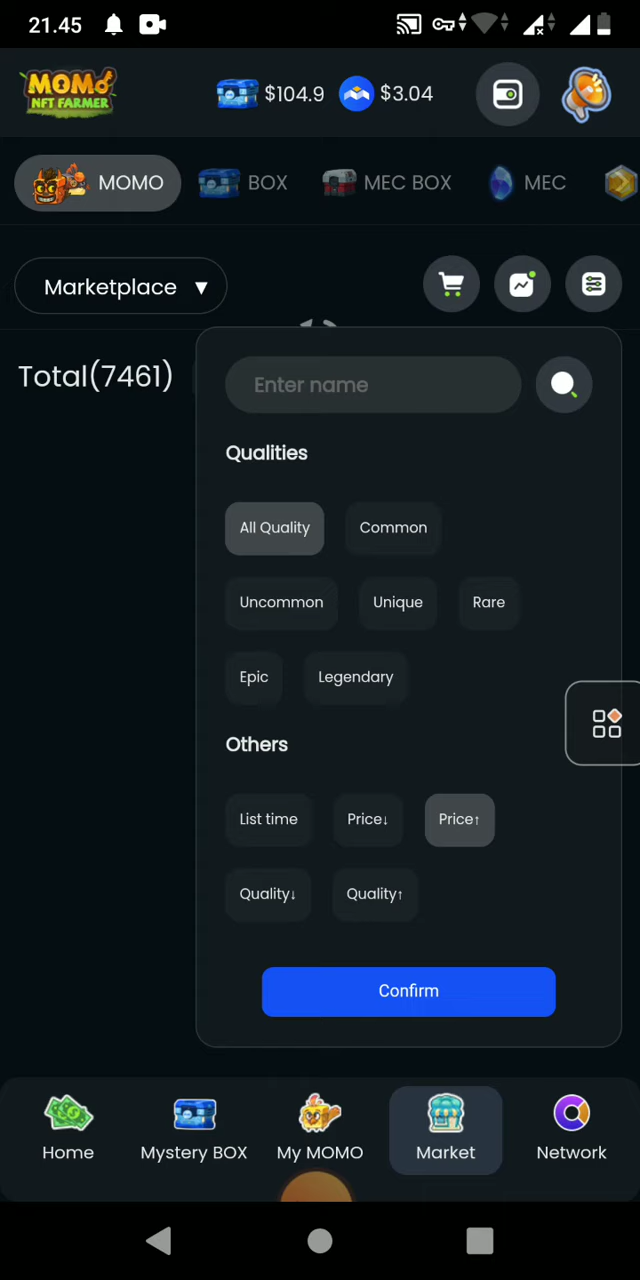 21.45
MOMO
NFT FARMER
$104.9 $3.04
MOMO BOX MEC BOX MEC
Marketplace ▼
Total(7461)
Enter name
Qualities
All Quality Common
Uncommon Unique Rare
Epic Legendary
Others
List time Price↓ Price↑
Quality↓ Quality↑
Confirm
Home Mystery BOX My MOMO Market Network